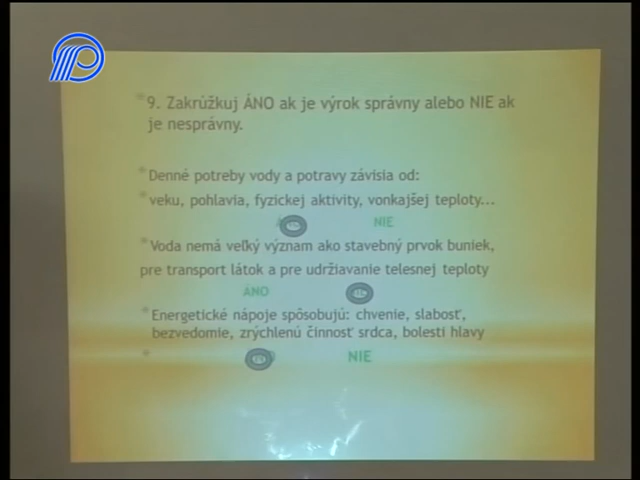 9. Zakrúžkuj ÁNO ak je výrok správny alebo NIE ak
je nesprávny.
Denné potreby vody a potravy závisia od:
veku, pohlavia, fyzickej aktivity, vonkajšej teploty...
NIE
Voda nemá veľký význam ako stavebný prvok buniek,
pre transport látok a pre udržiavanie telesnej teploty
ÁNO
Energetické nápoje spôsobujú: chvenie, slabosť,
bezvedomie, zrýchlenú činnosť srdca, bolesti hlavy
NIE